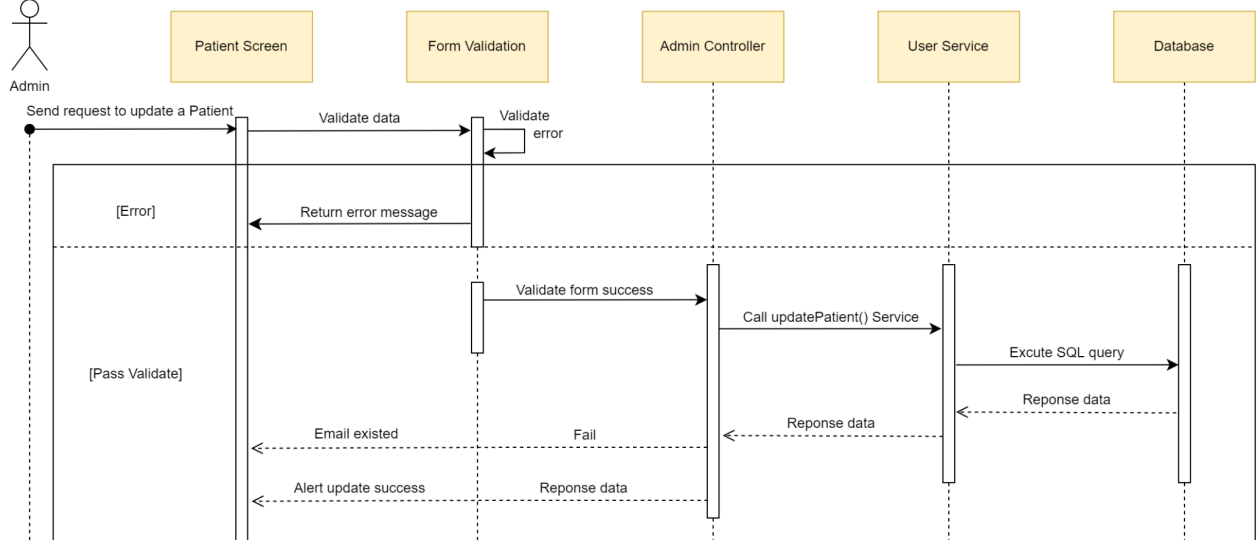 Patient Screen
Form Validation
Admin Controller
User Service
Database
Admin
Send request to update a Patient
Validate data
Validate
error
[Error]
Return error message
Validate form success
Call updatePatient() Service
Excute SQL query
[Pass Validate]
Reponse data
Reponse data
Email existed
Fail
Alert update success
Reponse data